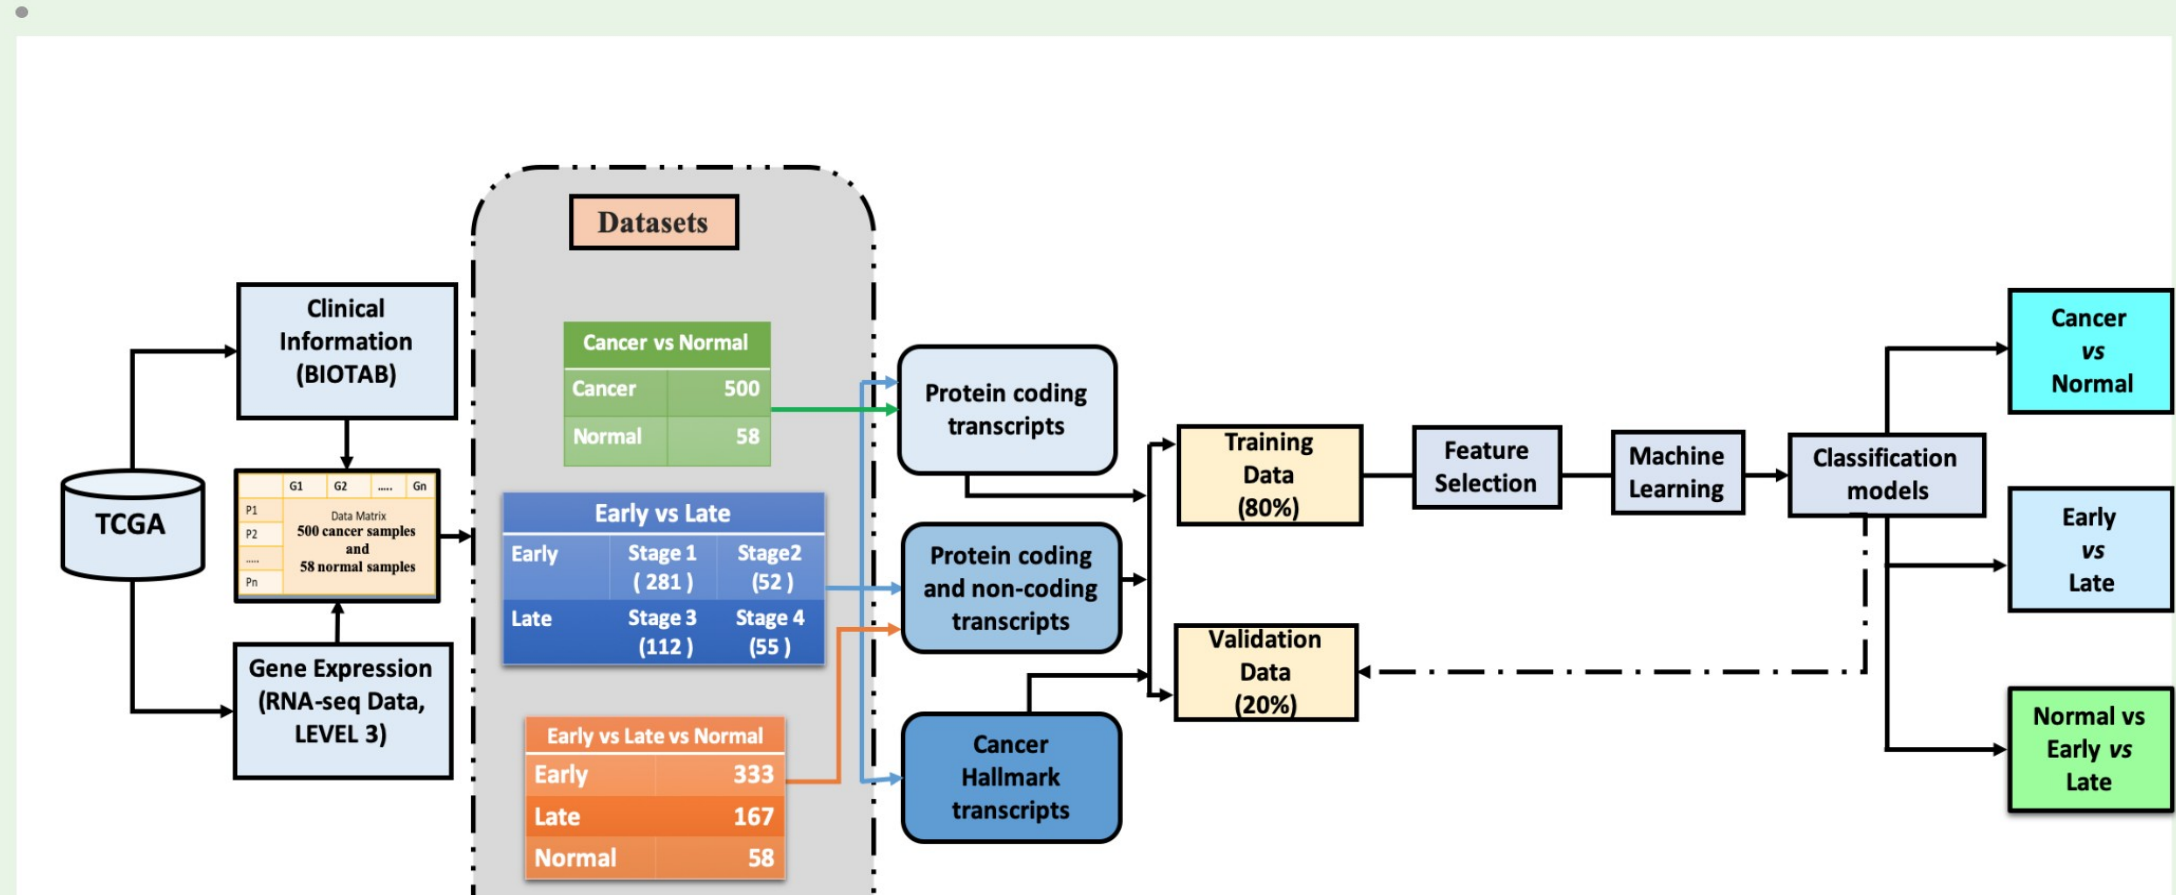 Datasets
Clinical
Information
(BIOTAB)
TCGA
G1 G2 ..... Gn
P1
P2
.....
Pn
Data Matrix
500 cancer samples
and
58 normal samples
Gene Expression
(RNA-seq Data,
LEVEL 3)
Cancer vs Normal
Cancer 500
Normal 58
Early vs Late
Early Stage 1 Stage2
( 281 ) (52 )
Late Stage 3 Stage 4
(112 ) (55 )
Early vs Late vs Normal
Early 333
Late 167
Normal 58
Protein coding
transcripts
Protein coding
and non-coding
transcripts
Cancer
Hallmark
transcripts
Training
Data
(80%)
Validation
Data
(20%)
Feature
Selection
Machine
Learning
Classification
models
Cancer
vs
Normal
Early
vs
Late
Normal vs
Early vs
Late